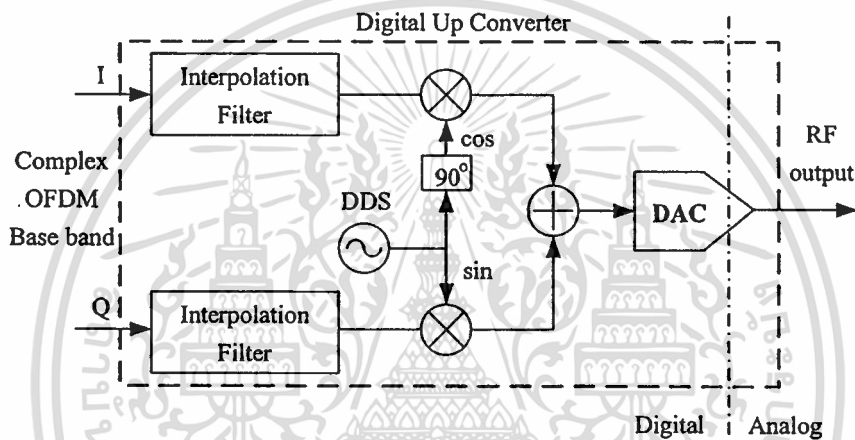 Digital Up Converter
I
Interpolation
Filter
cos
90°
DDS
sin
Complex
.OFDM
Base band
Q
Interpolation
Filter
DAC
RF
output
Digital
Analog